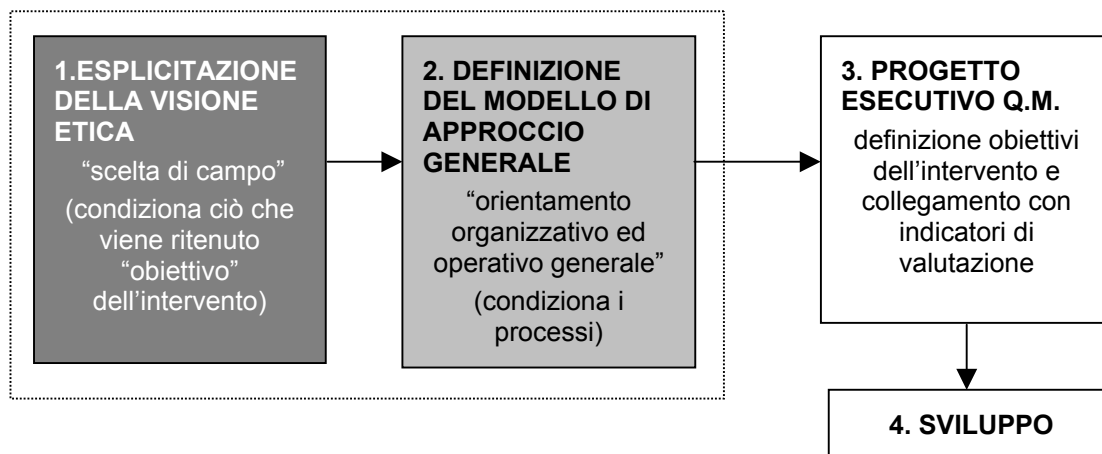 1.ESPLICITAZIONE
DELLA VISIONE
ETICA
“scelta di campo”
(condiziona ciò che
viene ritenuto
“obiettivo”
dell’intervento)
2. DEFINIZIONE
DEL MODELLO DI
APPROCCIO
GENERALE
“orientamento
organizzativo ed
operativo generale”
(condiziona i
processi)
3. PROGETTO
ESECUTIVO Q.M.
definizione obiettivi
dell’intervento e
collegamento con
indicatori di
valutazione
4. SVILUPPO